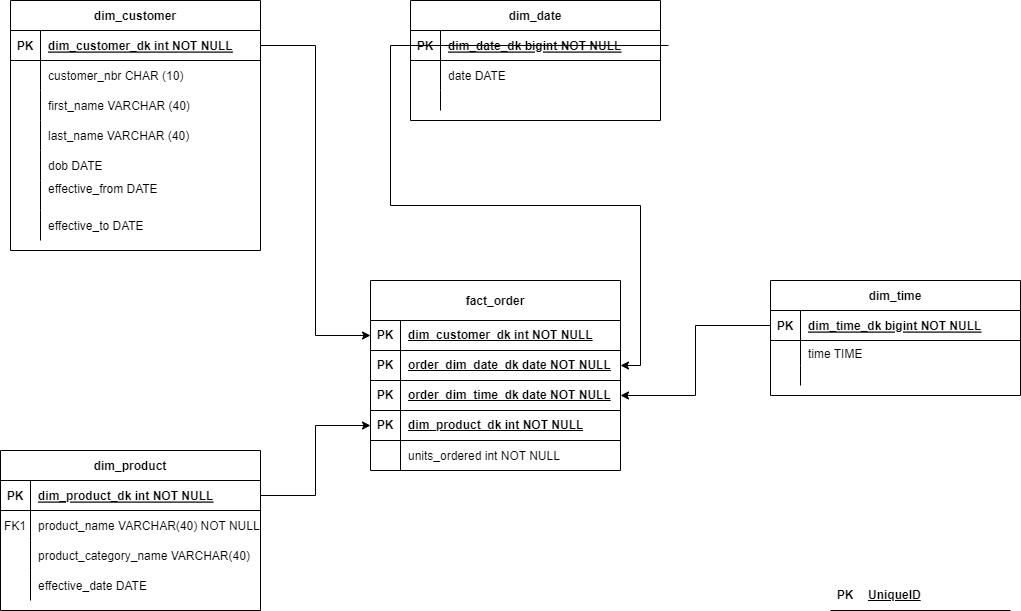 dim_customer
PK dim_customer_dk int NOT NULL
customer_nbr CHAR (10)
first_name VARCHAR (40)
last_name VARCHAR (40)
dob DATE
effective_from DATE
effective_to DATE
dim_date
PK dim_date_dk bigint NOT NULL
date DATE
fact_order
PK dim_customer_dk int NOT NULL
PK order_dim_date_dk date NOT NULL
PK order_dim_time_dk date NOT NULL
PK dim_product_dk int NOT NULL
units_ordered int NOT NULL
dim_time
PK dim_time_dk bigint NOT NULL
time TIME
dim_product
PK dim_product_dk int NOT NULL
FK1 product_name VARCHAR(40) NOT NULL
product_category_name VARCHAR(40)
effective_date DATE
PK UniqueID